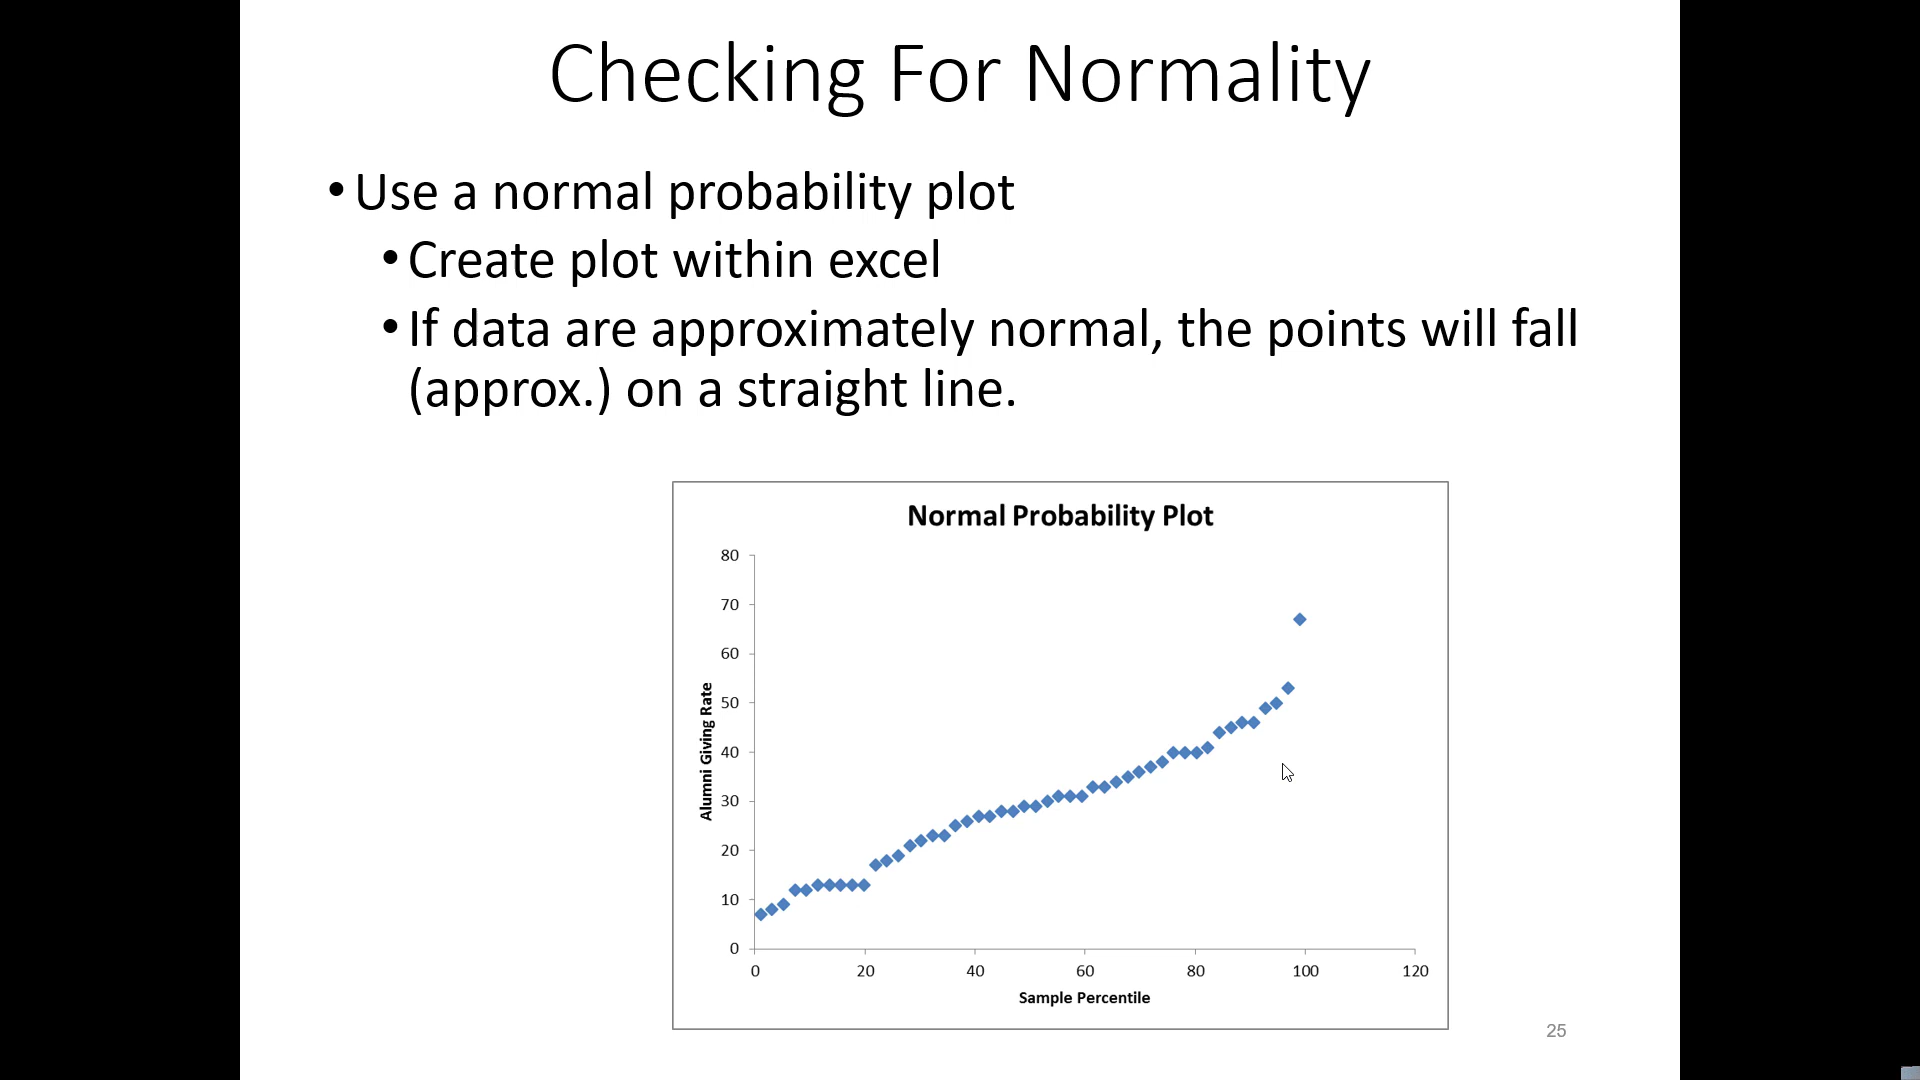 Checking For Normality
• Use a normal probability plot
• Create plot within excel
• If data are approximately normal, the points will fall
(approx.) on a straight line.
Normal Probability Plot
Alumni Giving Rate
80
70
60
50
40
30
20
10
0
0 20 40 60 80 100 120
Sample Percentile
25